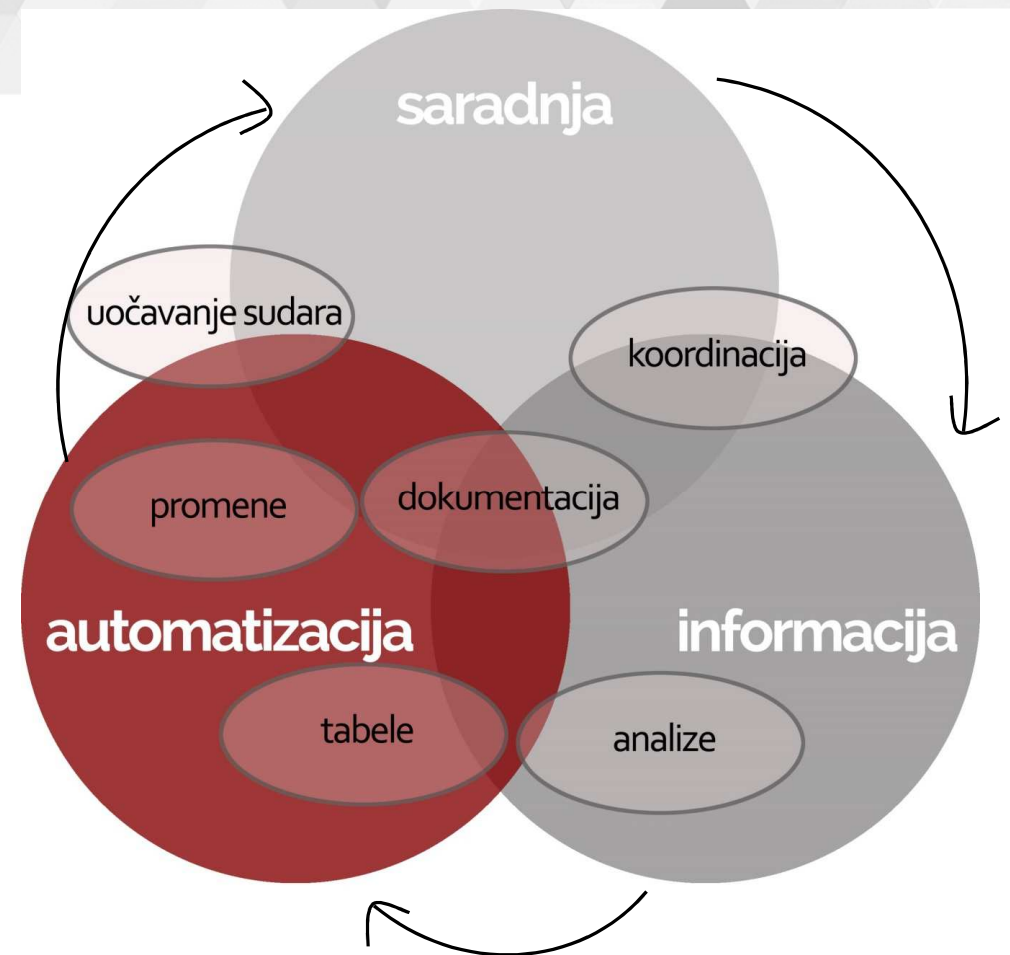 saradnja
uočavanje sudara
koordinacija
promene
dokumentacija
automatizacija
informacija
tabele
analize